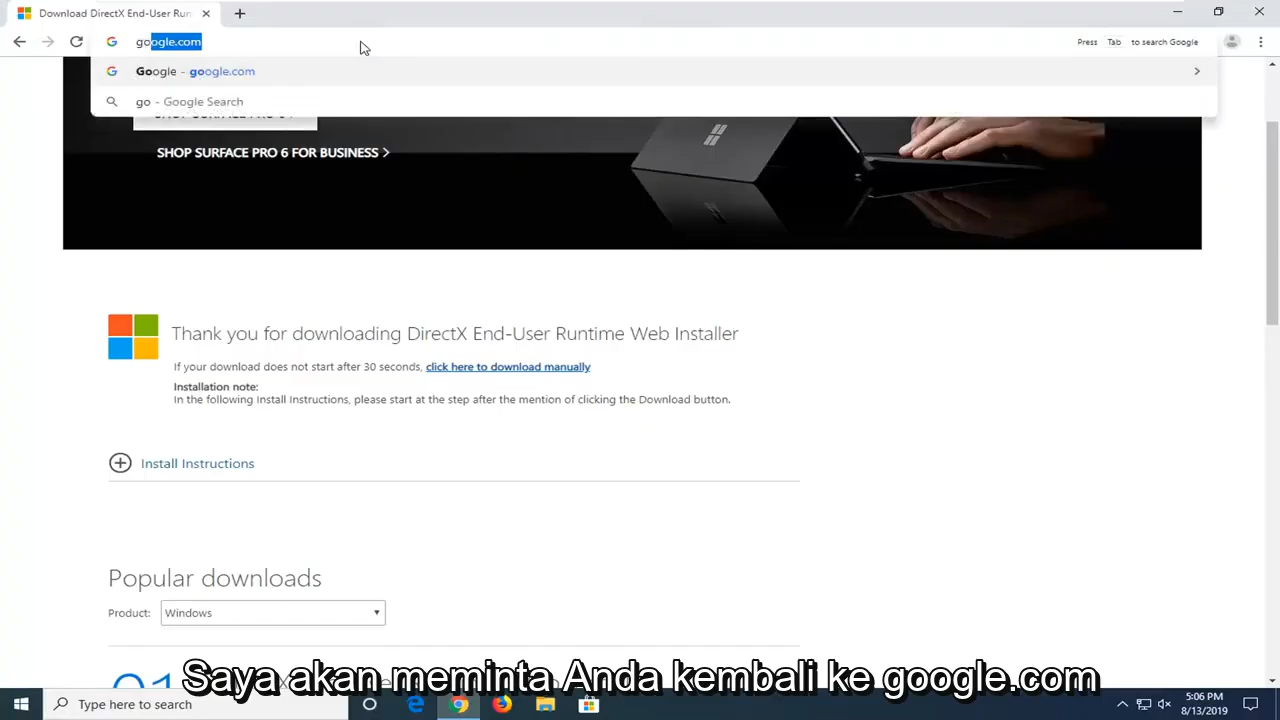 Download DirectX End-User Run
google.com
Press Tab to search Google
Google - google.com
go - Google Search
SHOP SURFACE PRO 6 FOR BUSINESS >
Thank you for downloading DirectX End-User Runtime Web Installer
If your download does not start after 30 seconds, click here to download manually
Installation note:
In the following Install Instructions, please start at the step after the mention of clicking the Download button.
Install Instructions
Popular downloads
Product: Windows
01
Saya akan meminta Anda kembali ke google.com
Type here to search
5:06 PM
8/13/2019